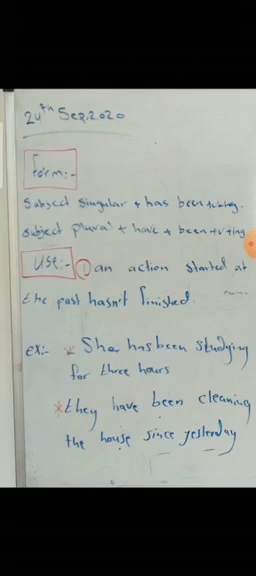 24th Sep. 2020
Form:-
Subject singular + has been + v + ing.
Subject plural + have + been + v + ing
Use:- ① an action started at
the past hasn't finished.
ex:- * She has been studying
for three hours
* they have been cleaning
the house since yesterday